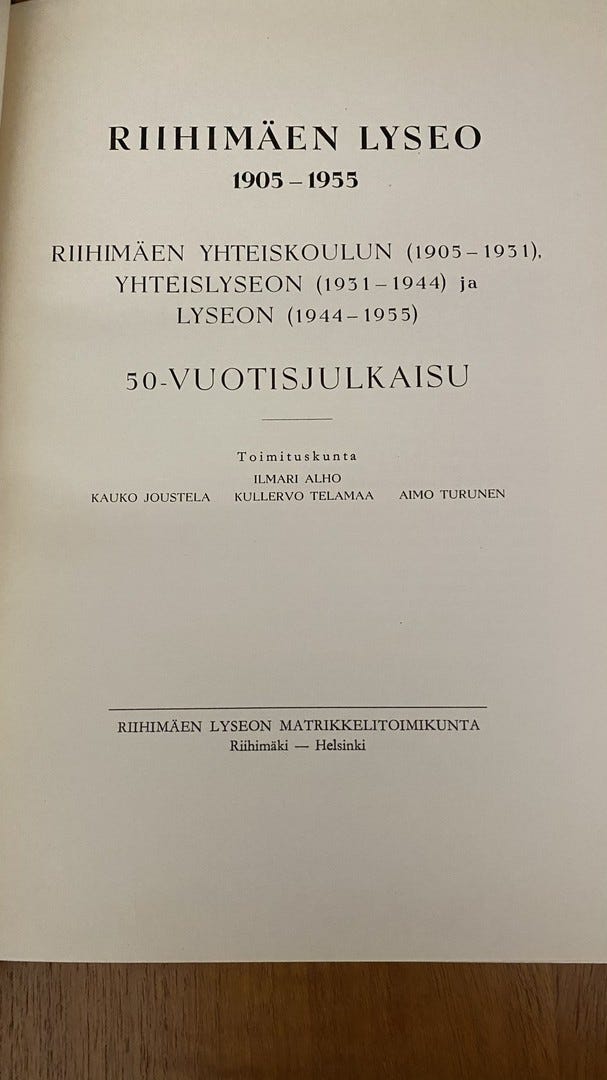 RIIHIMÄEN LYSEO
1905–1955
RIIHIMÄEN YHTEISKOULUN (1905–1931),
YHTEISLYSEON (1931–1944) ja
LYSEON (1944–1955)
50-VUOTISJULKAISU
Toimituskunta
ILMARI ALHO
KAUKO JOUSTELA KULLERVO TELAMAA AIMO TURUNEN
RIIHIMÄEN LYSEON MATRIKKELITOIMIKUNTA
Riihimäki — Helsinki